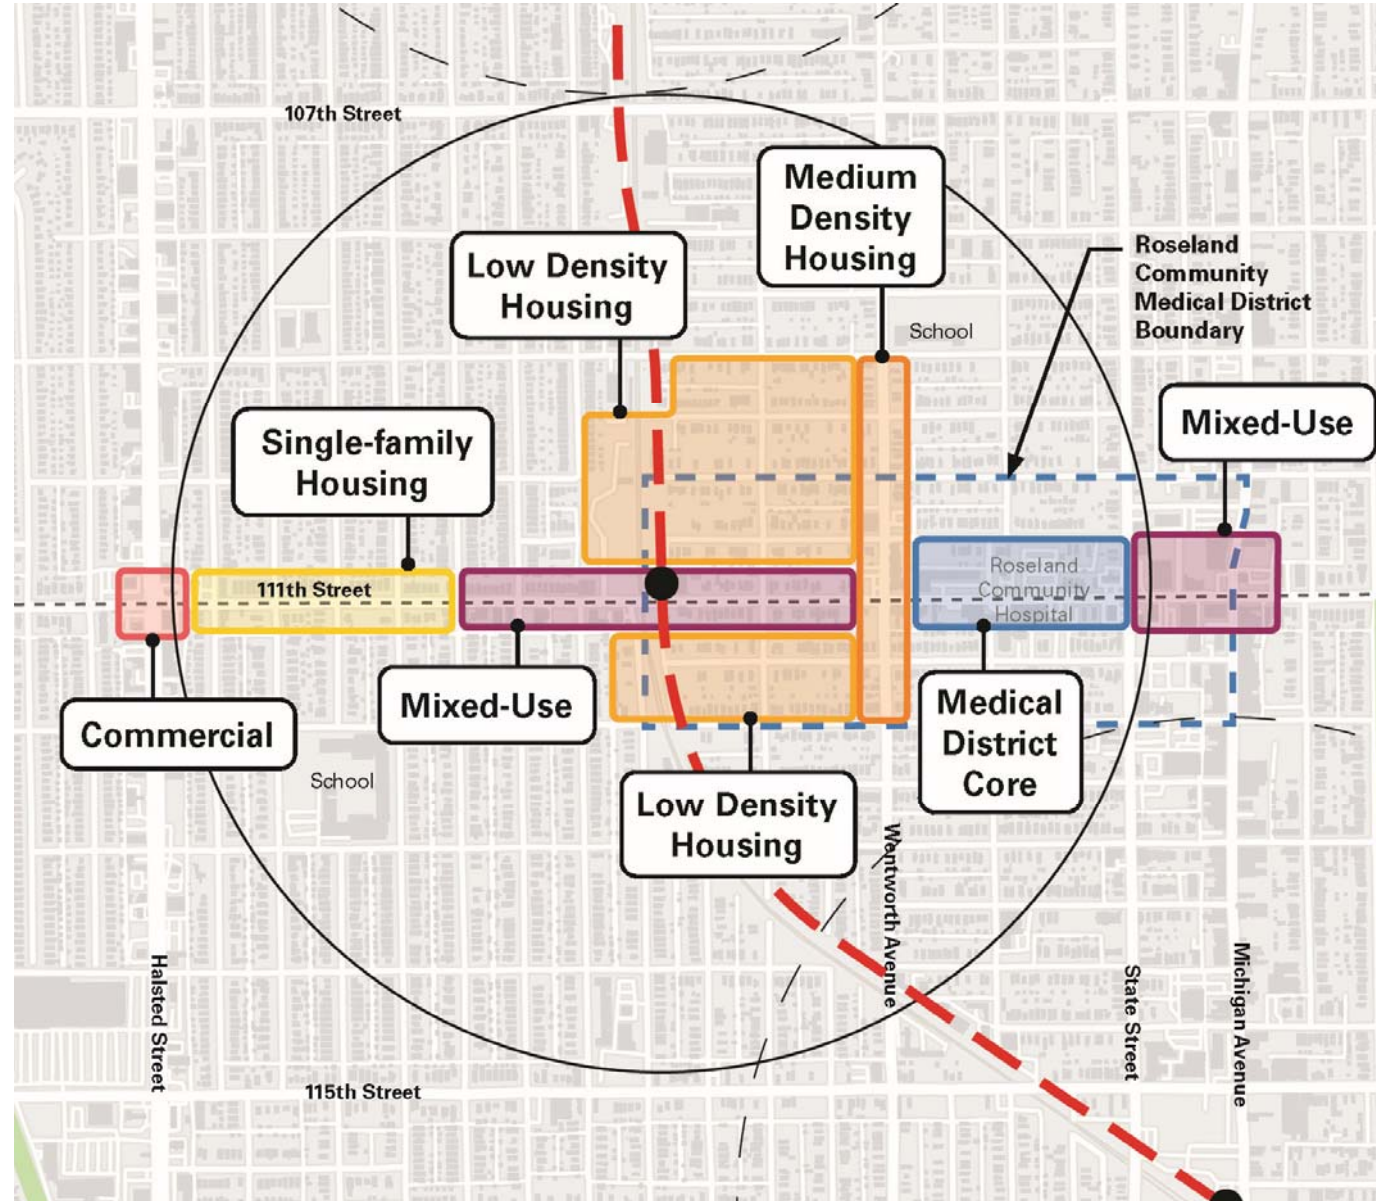 107th Street
Medium
Density
Housing
Low Density
Housing
Roseland
Community
Medical District
Boundary
School
Mixed-Use
Single-family
Housing
111th Street
Roseland
Community
Hospital
Mixed-Use
Commercial
Medical
District
Core
School
Low Density
Housing
Wentworth Avenue
Halsted Street
State Street
Michigan Avenue
115th Street